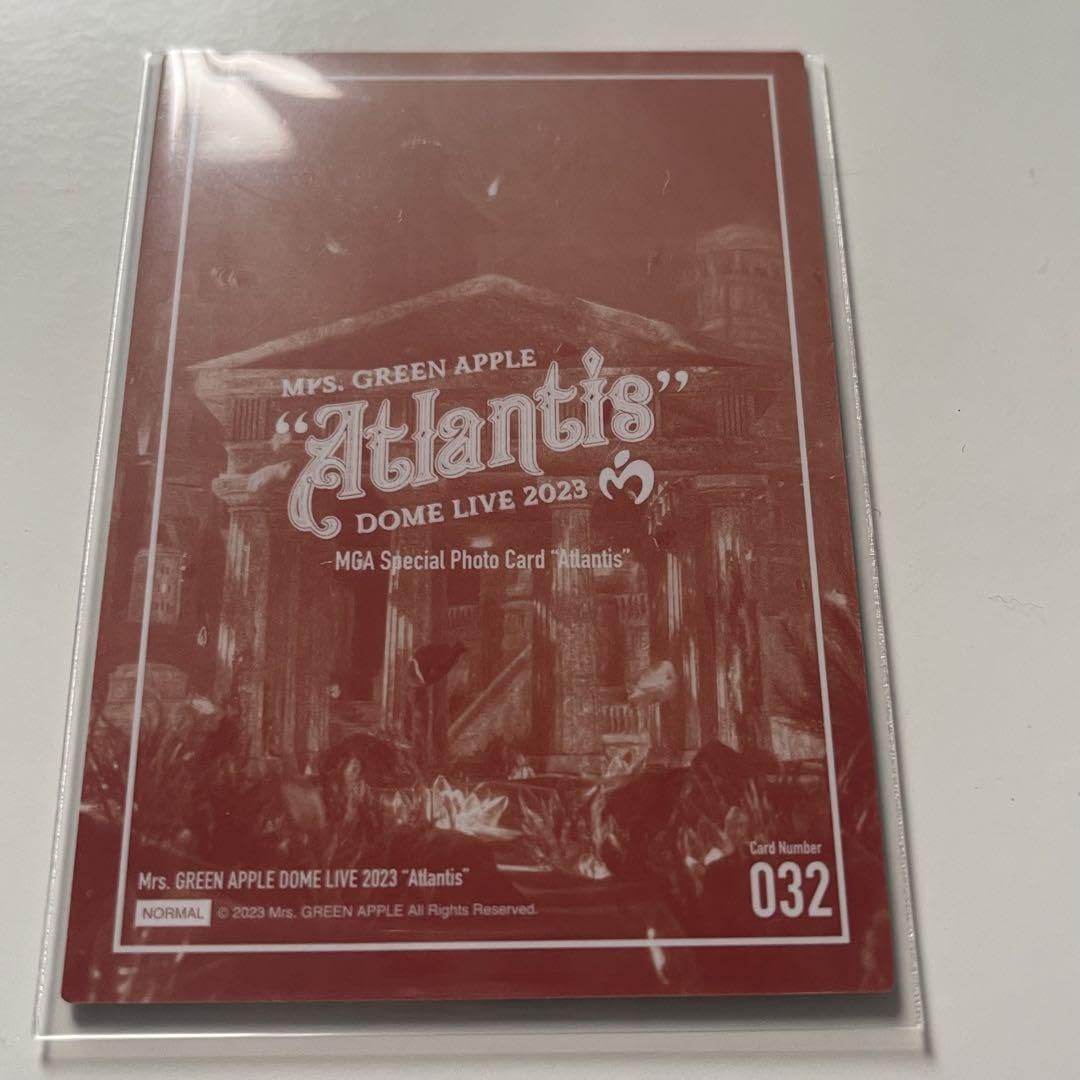 Mrs. GREEN APPLE
“Atlantis”
DOME LIVE 2023
MGA Special Photo Card “Atlantis”
Card Number
032
Mrs. GREEN APPLE DOME LIVE 2023 “Atlantis”
NORMAL © 2023 Mrs. GREEN APPLE All Rights Reserved.